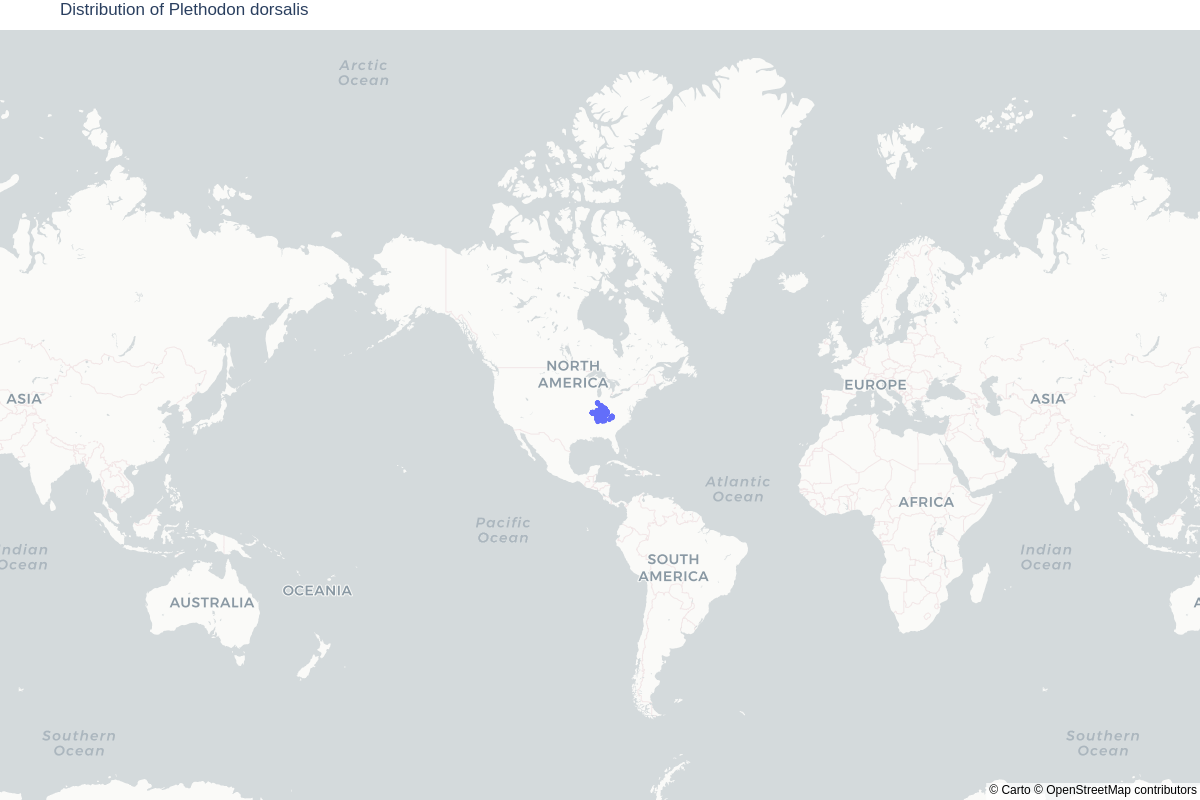 Distribution of Plethodon dorsalis
Arctic
Ocean
NORTH
AMERICA
EUROPE
ASIA
ASIA
Atlantic
Ocean
AFRICA
Pacific
Ocean
Indian
Ocean
Indian
Ocean
SOUTH
AMERICA
OCEANIA
AUSTRALIA
A
Southern
Ocean
Southern
Ocean
© Carto © OpenStreetMap contributors